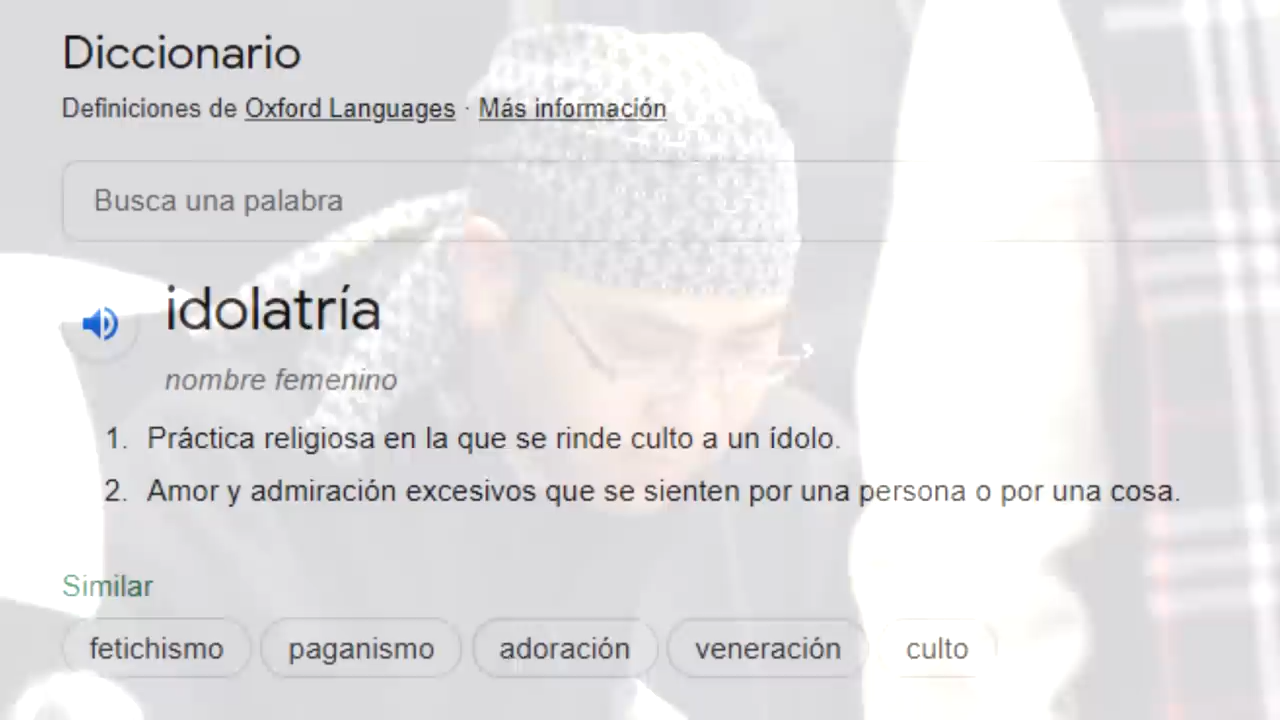 Diccionario
Definiciones de Oxford Languages · Más información
Busca una palabra
idolatría
nombre femenino
1. Práctica religiosa en la que se rinde culto a un ídolo.
2. Amor y admiración excesivos que se sienten por una persona o por una cosa.
Similar
fetichismo paganismo adoración veneración culto